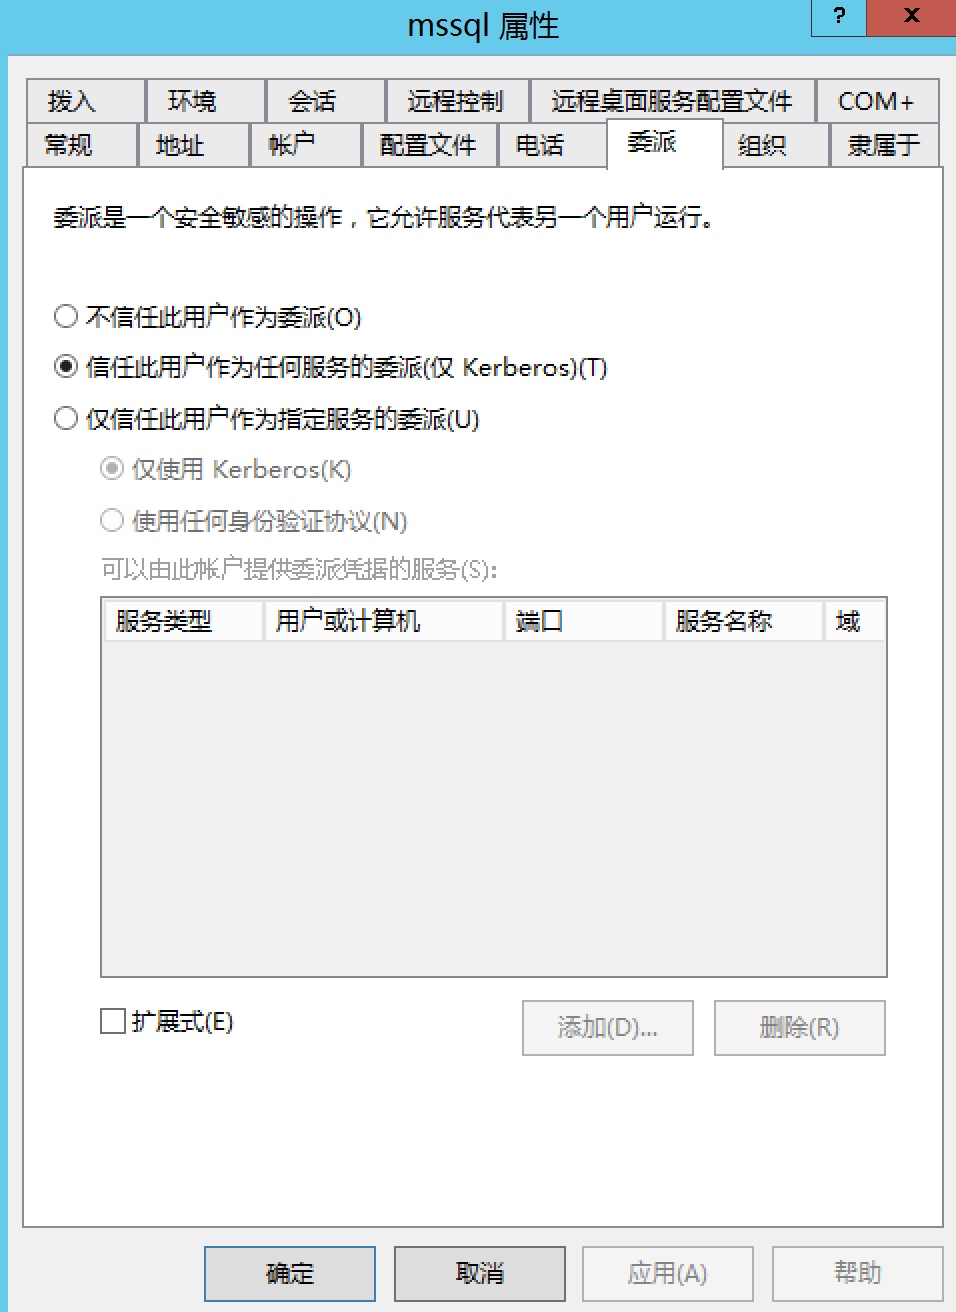 mssql 属性
?
x
拨入 环境 会话 远程控制 远程桌面服务配置文件 COM+
常规 地址 帐户 配置文件 电话 委派 组织 隶属于
委派是一个安全敏感的操作，它允许服务代表另一个用户运行。
不信任此用户作为委派(O)
信任此用户作为任何服务的委派(仅 Kerberos)(T)
仅信任此用户作为指定服务的委派(U)
仅使用 Kerberos(K)
使用任何身份验证协议(N)
可以由此帐户提供委派凭据的服务(S):
服务类型 用户或计算机 端口 服务名称 域
扩展式(E) 添加(D)... 删除(R)
确定 取消 应用(A) 帮助